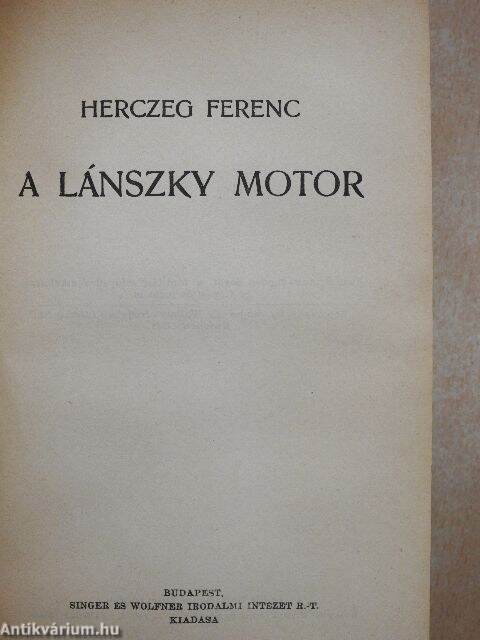 HERCZEG FERENC
A LÁNSZKY MOTOR
BUDAPEST,
SINGER ÉS WOLFNER IRODALMI INTÉZET R.-T.
KIADÁSA
Antikvárium.hu